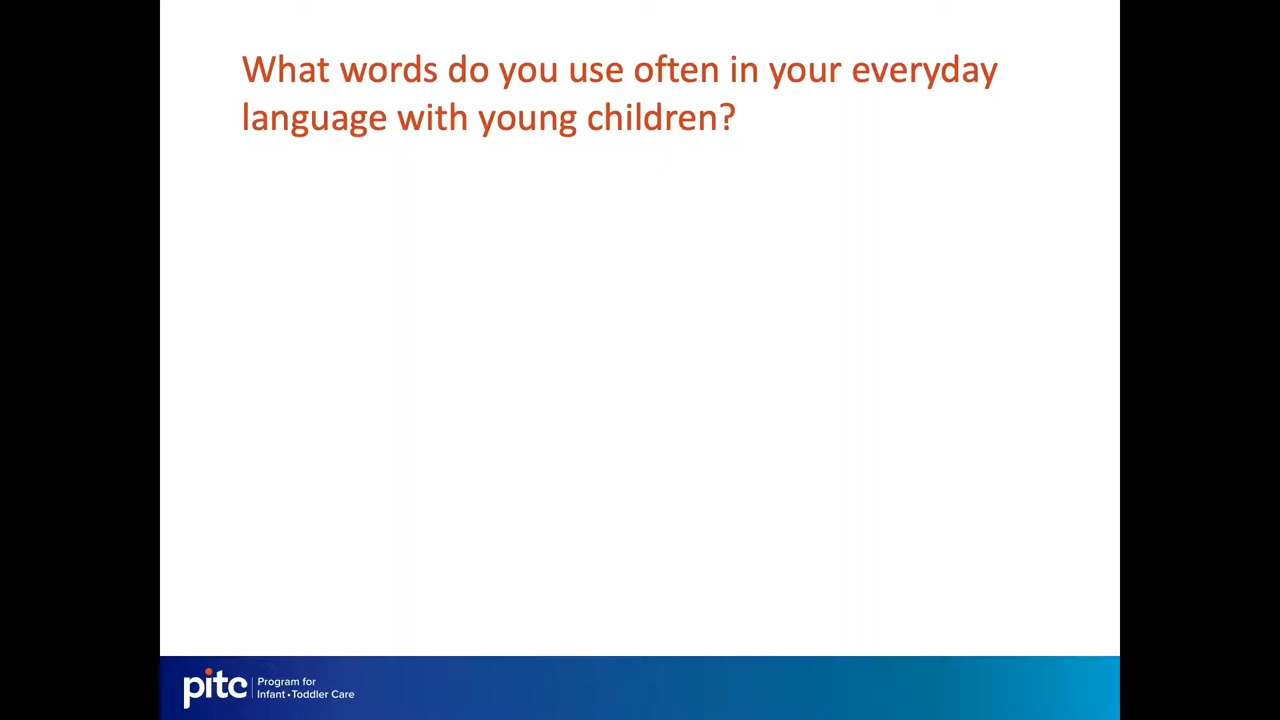 What words do you use often in your everyday
language with young children?
pitc
Program for
Infant•Toddler Care